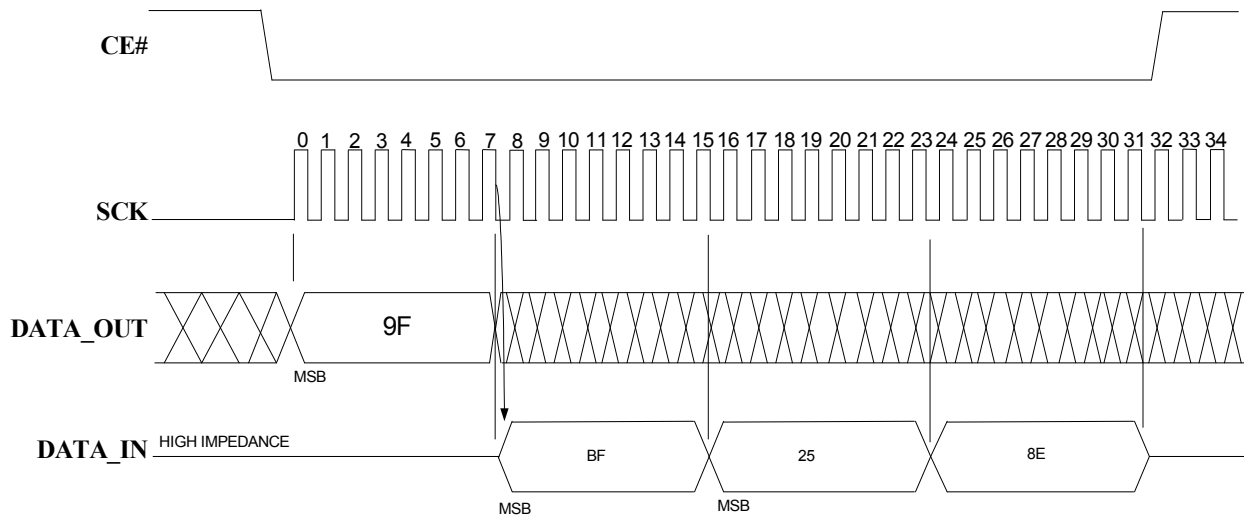 CE#
0 1 2 3 4 5 6 7 8 9 10 11 12 13 14 15 16 17 18 19 20 21 22 23 24 25 26 27 28 29 30 31 32 33 34
SCK
DATA_OUT
9F
MSB
DATA_IN
HIGH IMPEDANCE
BF
25
8E
MSB
MSB